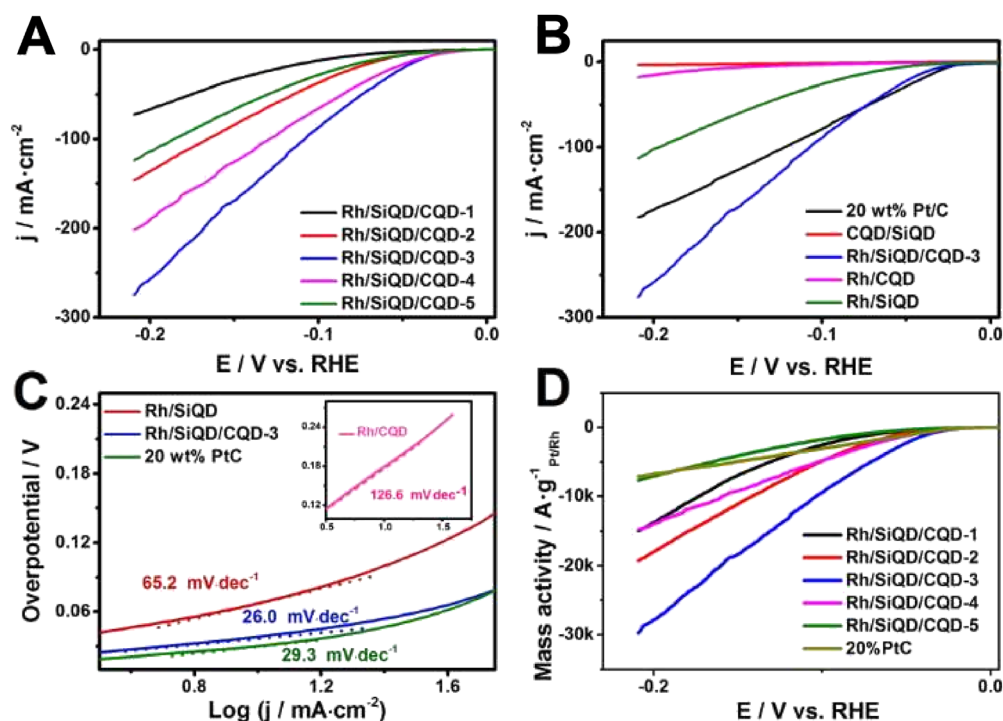 A
0
-100
-200
-300
j / mA·cm-2
-0.2
-0.1
0.0
E / V vs. RHE
Rh/SiQD/CQD-1
Rh/SiQD/CQD-2
Rh/SiQD/CQD-3
Rh/SiQD/CQD-4
Rh/SiQD/CQD-5
B
0
-100
-200
-300
j / mA·cm-2
-0.2
-0.1
0.0
E / V vs. RHE
20 wt% Pt/C
CQD/SiQD
Rh/SiQD/CQD-3
Rh/CQD
Rh/SiQD
C
0.24
0.18
0.12
0.06
Overpotential / V
0.8
1.2
1.6
Log (j / mA·cm-2)
Rh/SiQD
Rh/SiQD/CQD-3
20 wt% PtC
0.24
0.18
0.12
0.5
1.0
1.5
Rh/CQD
126.6 mV·dec-1
65.2 mV·dec-1
26.0 mV·dec-1
29.3 mV·dec-1
D
0
-10k
-20k
-30k
Mass activity / A·g-1 Pt/Rh
-0.2
0.0
E / V vs. RHE
Rh/SiQD/CQD-1
Rh/SiQD/CQD-2
Rh/SiQD/CQD-3
Rh/SiQD/CQD-4
Rh/SiQD/CQD-5
20%PtC